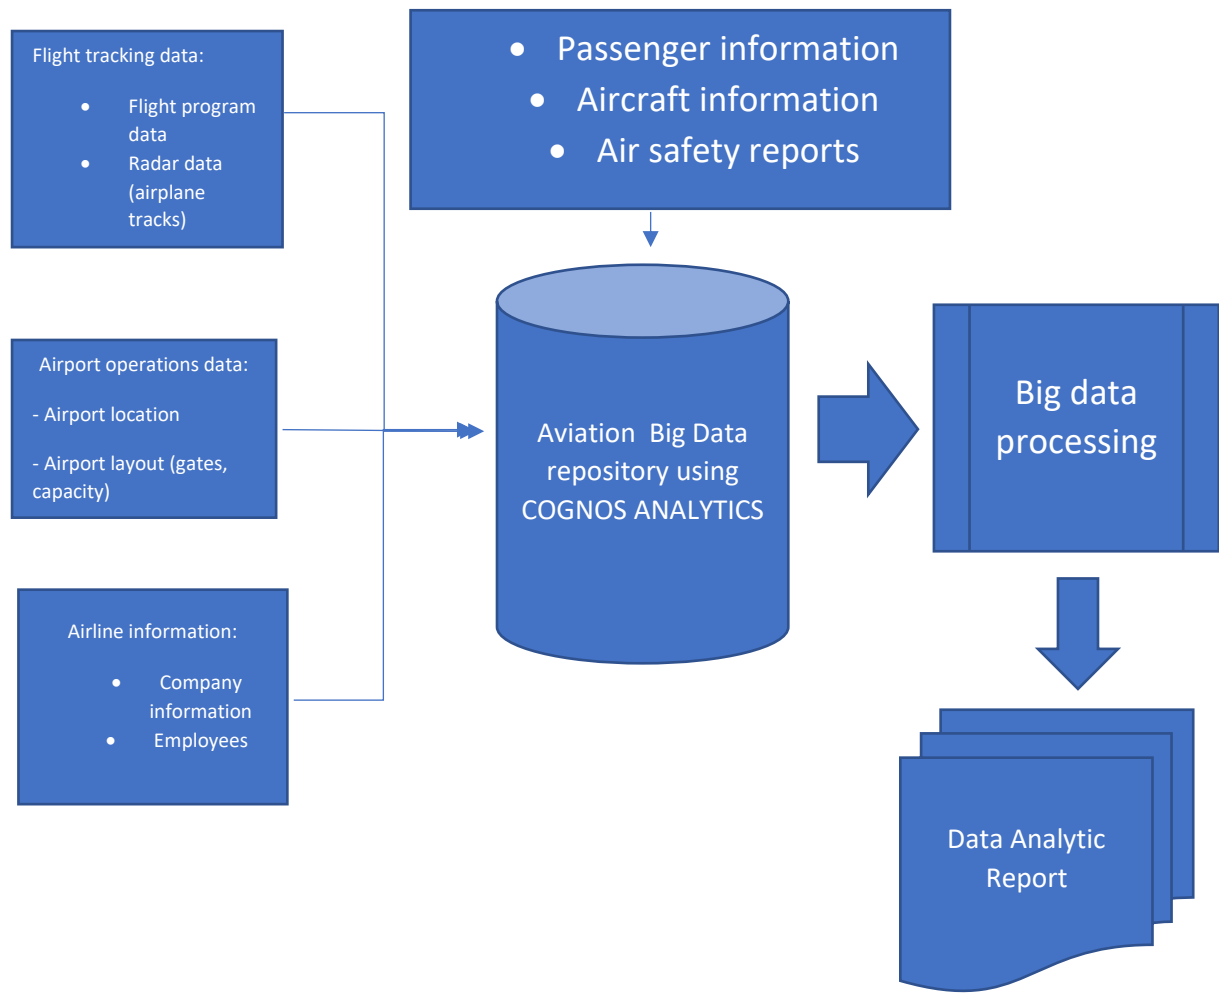 Flight tracking data:
• Flight program
data
• Radar data
(airplane
tracks)
• Passenger information
• Aircraft information
• Air safety reports
Airport operations data:
- Airport location
- Airport layout (gates,
capacity)
Airline information:
• Company
information
• Employees
Aviation  Big Data
repository using
COGNOS ANALYTICS
Big data
processing
Data Analytic
Report